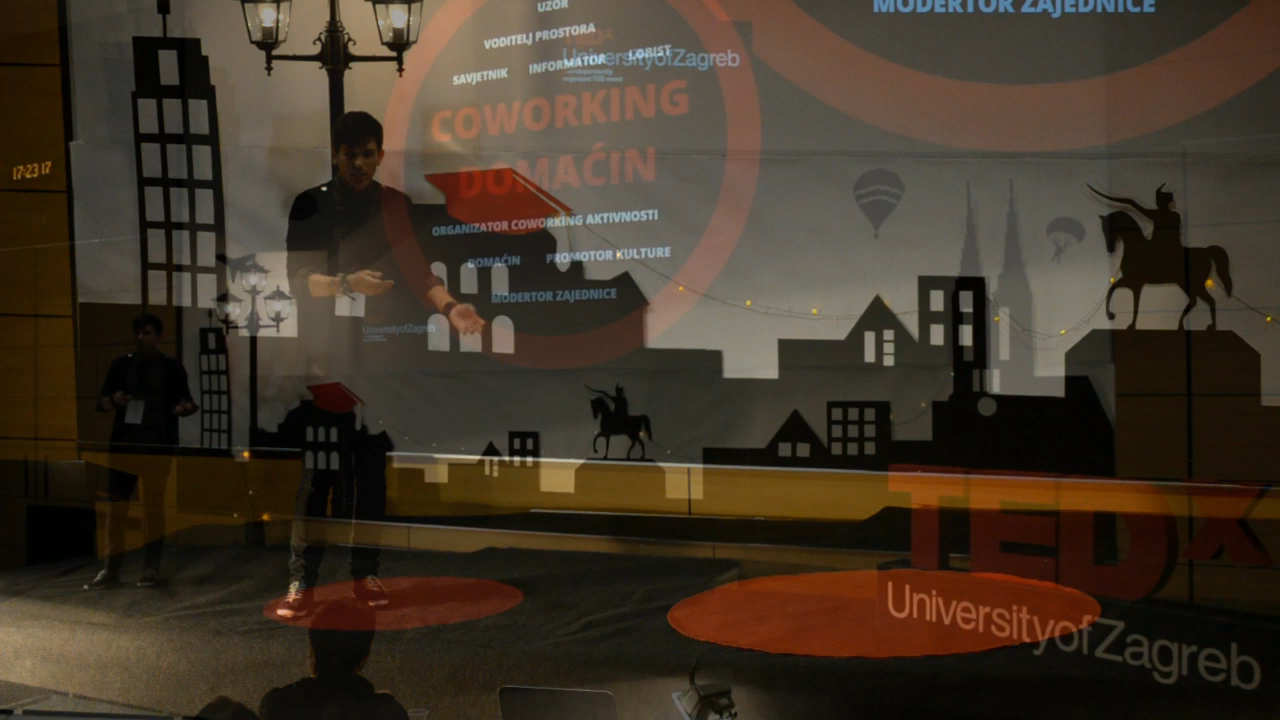 MODERTOR ZAJEDNICE
UZOR
VODITELJ PROSTORA
LOBIST
INFORMATOR
UniversityofZagreb
SAVJETNIK
COWORKING
DOMAĆIN
17:23 17
ORGANIZATOR COWORKING AKTIVNOSTI
DOMAĆIN PROMOTOR KULTURE
MODERTOR ZAJEDNICE
UniversityofZagreb
TEDx
UniversityofZagreb